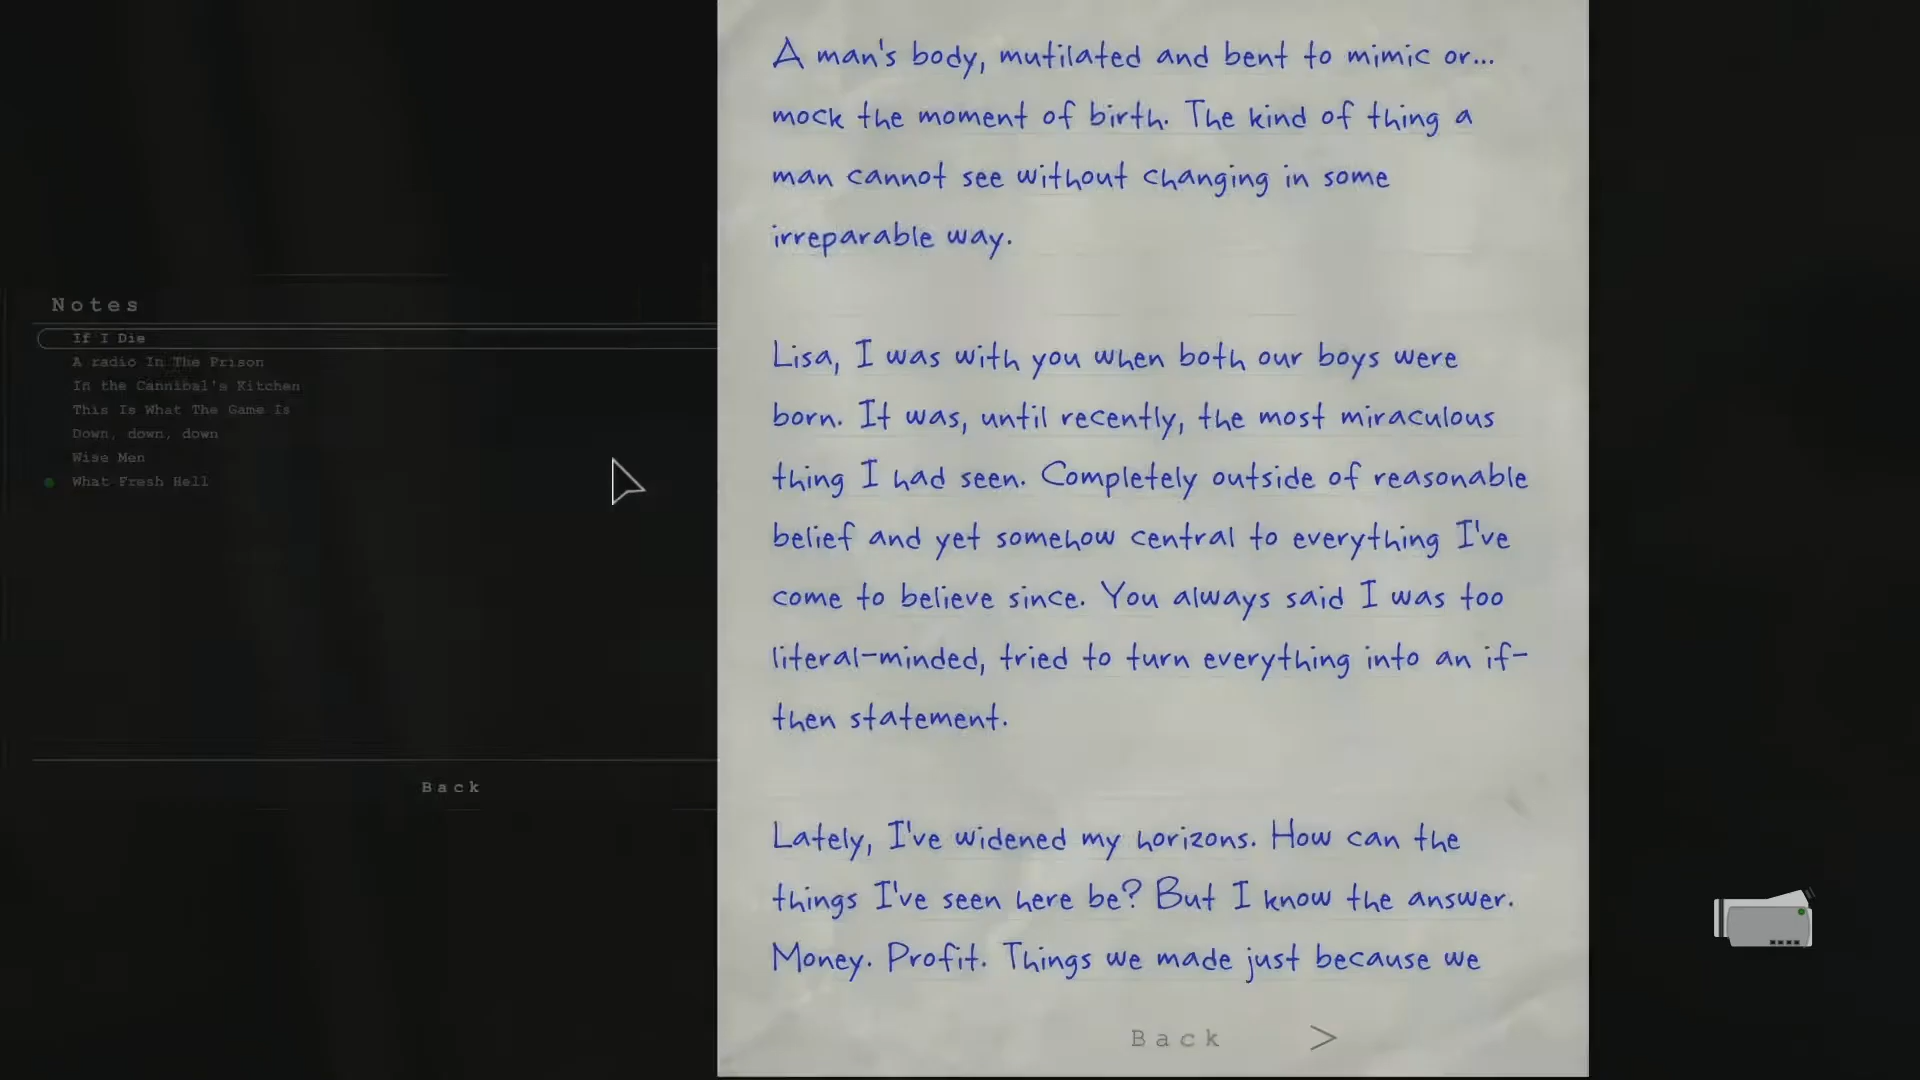 Notes
If I Die
A radio In The Prison
In the Cannibal's Kitchen
This Is What The Game Is
Down, down, down
Wise Men
What Fresh Hell
Back
A man's body, mutilated and bent to mimic or...
mock the moment of birth. The kind of thing a
man cannot see without changing in some
irreparable way.
Lisa, I was with you when both our boys were
born. It was, until recently, the most miraculous
thing I had seen. Completely outside of reasonable
belief and yet somehow central to everything I've
come to believe since. You always said I was too
literal-minded, tried to turn everything into an if-
then statement.
Lately, I've widened my horizons. How can the
things I've seen here be? But I know the answer.
Money. Profit. Things we made just because we
Back >